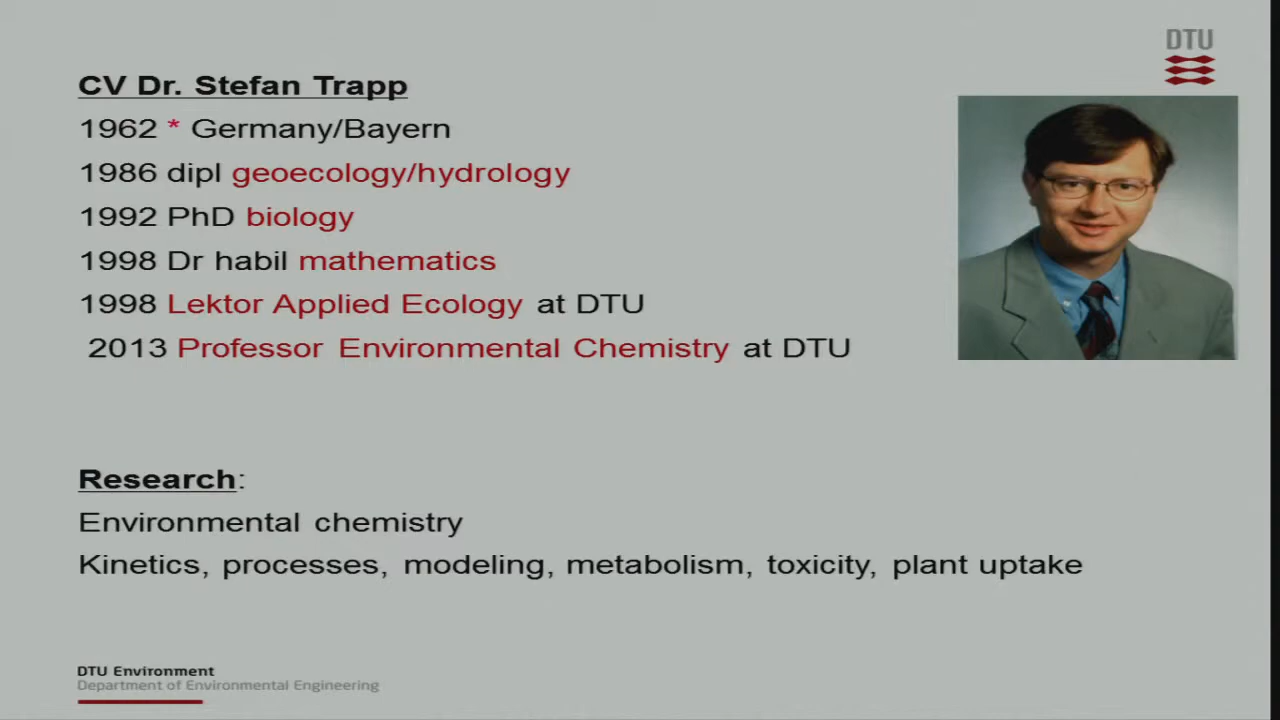 DTU
CV Dr. Stefan Trapp
1962 * Germany/Bayern
1986 dipl geoecology/hydrology
1992 PhD biology
1998 Dr habil mathematics
1998 Lektor Applied Ecology at DTU
2013 Professor Environmental Chemistry at DTU
Research:
Environmental chemistry
Kinetics, processes, modeling, metabolism, toxicity, plant uptake
DTU Environment
Department of Environmental Engineering